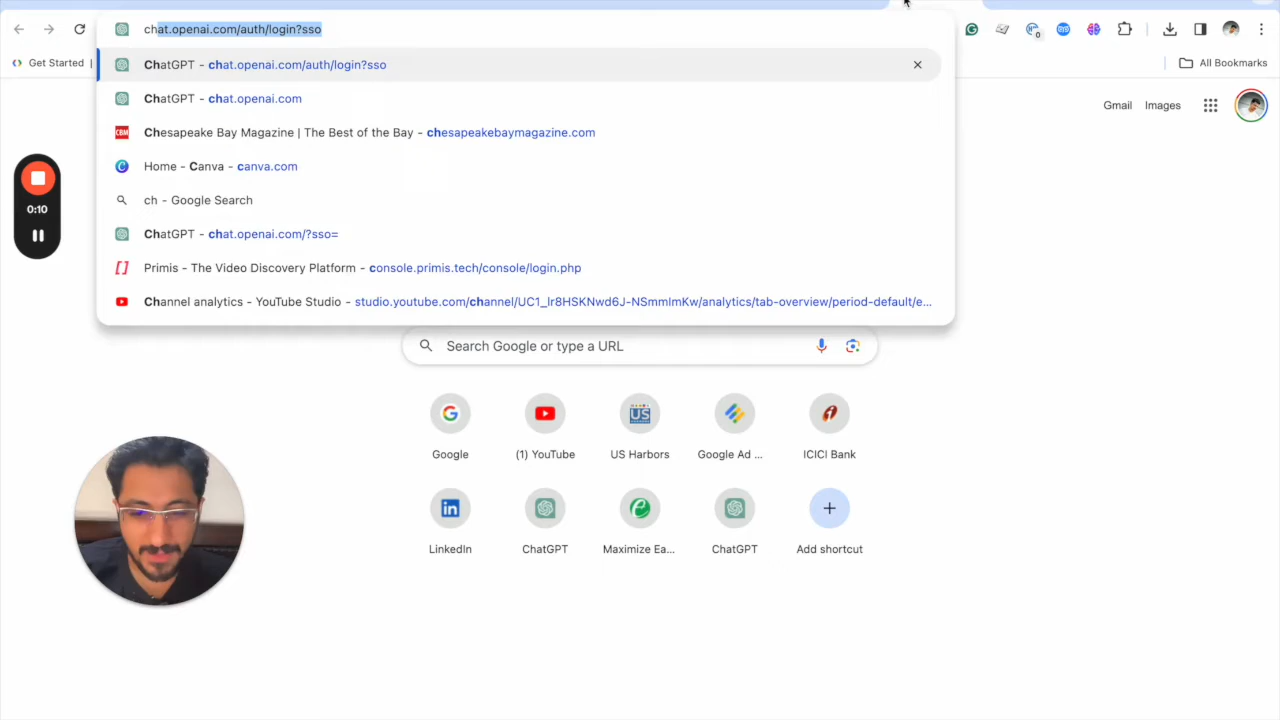 chat.openai.com/auth/login?sso
Get Started
All Bookmarks
ChatGPT - chat.openai.com/auth/login?sso
ChatGPT - chat.openai.com
CBM
Chesapeake Bay Magazine | The Best of the Bay - chesapeakebaymagazine.com
Home - Canva - canva.com
ch - Google Search
ChatGPT - chat.openai.com/?sso=
Primis - The Video Discovery Platform - console.primis.tech/console/login.php
Channel analytics - YouTube Studio - studio.youtube.com/channel/UC1_Ir8HSKNwd6J-NSmmImKw/analytics/tab-overview/period-default/e...
Gmail
Images
0:10
Search Google or type a URL
Google
(1) YouTube
US
US Harbors
Google Ad ...
ICICI Bank
in
LinkedIn
ChatGPT
Maximize Ea...
ChatGPT
Add shortcut